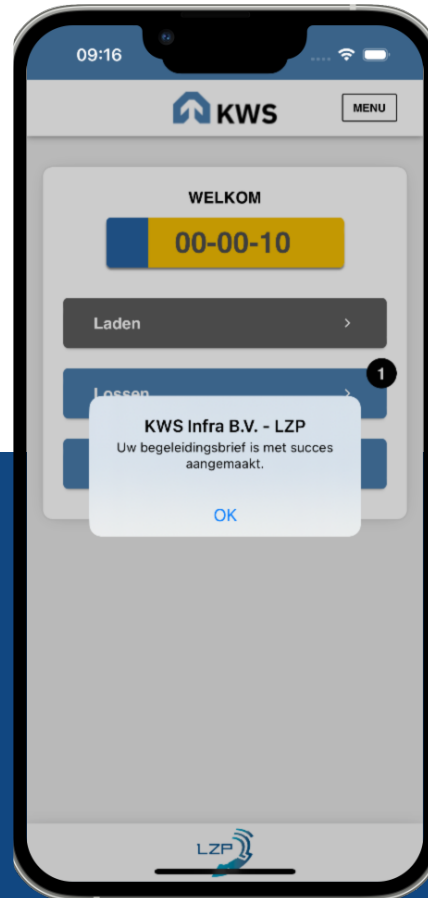 09:16
KWS
MENU
WELKOM
00-00-10
Laden
1
Lossen
KWS Infra B.V. - LZP
Uw begeleidingsbrief is met succes
aangemaakt.
OK
LZP